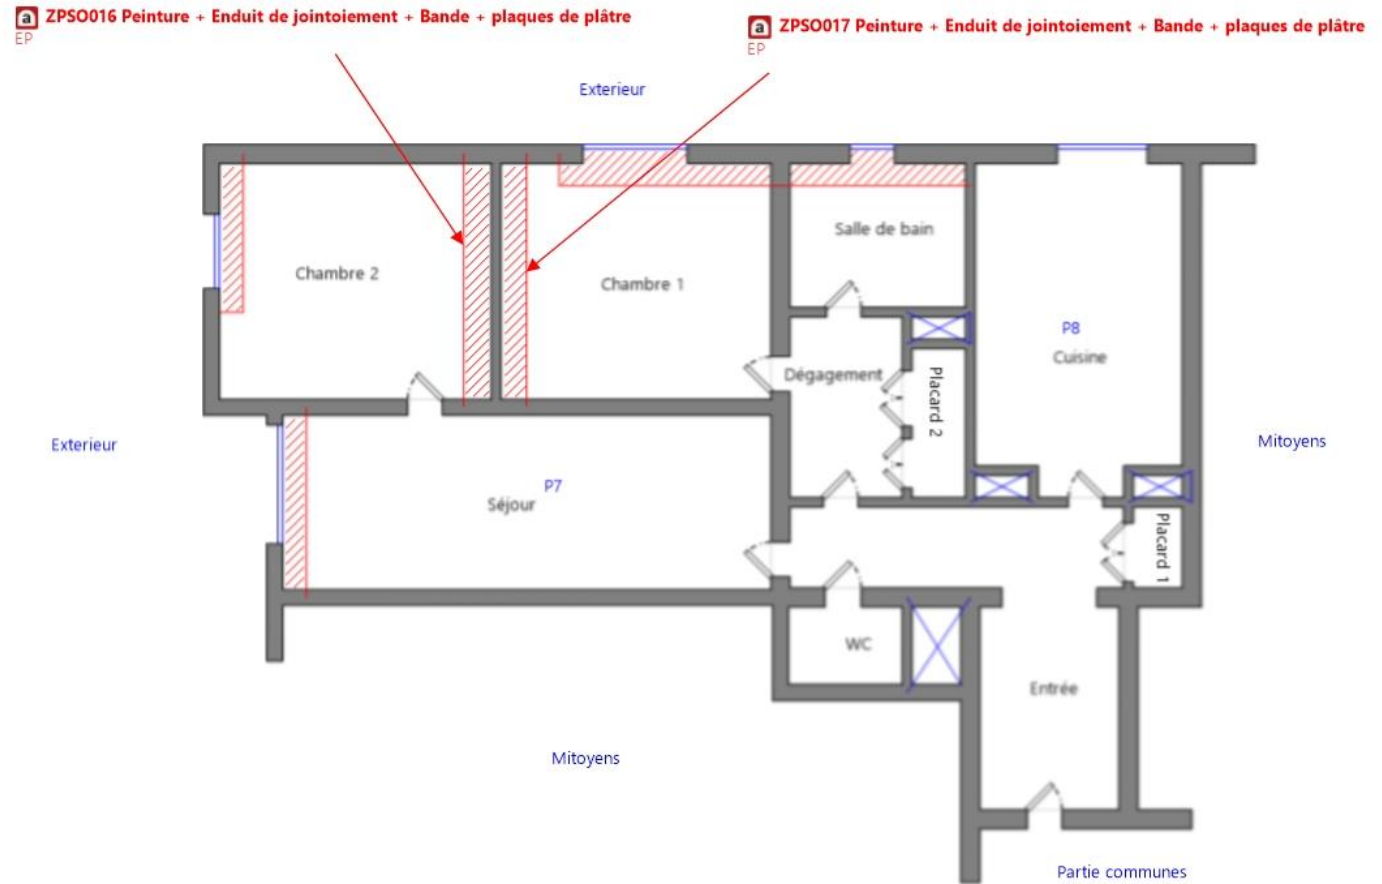 a ZPSO016 Peinture + Enduit de jointoiement + Bande + plaques de plâtre
EP
a ZPSO017 Peinture + Enduit de jointoiement + Bande + plaques de plâtre
EP
Exterieur
Salle de bain
Chambre 2
Chambre 1
P8
Cuisine
Dégagement
Placard 2
Exterieur
Mitoyens
P7
Séjour
Placard 1
WC
Entrée
Mitoyens
Partie communes